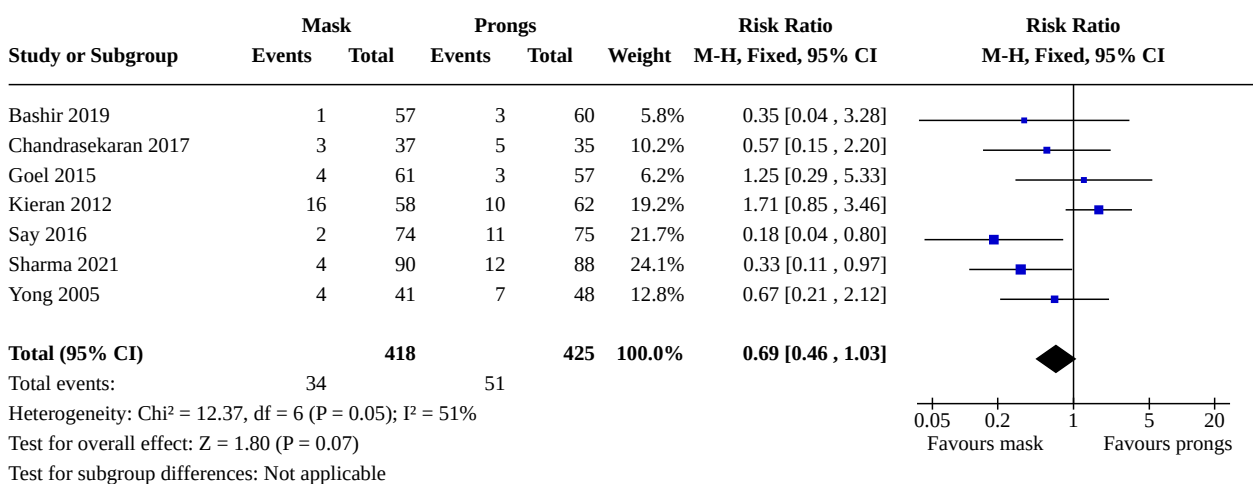 Mask Prongs Risk Ratio Risk Ratio
Study or Subgroup Events Total Events Total Weight M-H, Fixed, 95% CI M-H, Fixed, 95% CI
Bashir 2019 1 57 3 60 5.8% 0.35 [0.04 , 3.28]
Chandrasekaran 2017 3 37 5 35 10.2% 0.57 [0.15 , 2.20]
Goel 2015 4 61 3 57 6.2% 1.25 [0.29 , 5.33]
Kieran 2012 16 58 10 62 19.2% 1.71 [0.85 , 3.46]
Say 2016 2 74 11 75 21.7% 0.18 [0.04 , 0.80]
Sharma 2021 4 90 12 88 24.1% 0.33 [0.11 , 0.97]
Yong 2005 4 41 7 48 12.8% 0.67 [0.21 , 2.12]
Total (95% CI) 418 425 100.0% 0.69 [0.46 , 1.03]
Total events: 34 51
Heterogeneity: Chi² = 12.37, df = 6 (P = 0.05); I² = 51%
0.05 0.2 1 5 20
Test for overall effect: Z = 1.80 (P = 0.07)
Favours mask Favours prongs
Test for subgroup differences: Not applicable